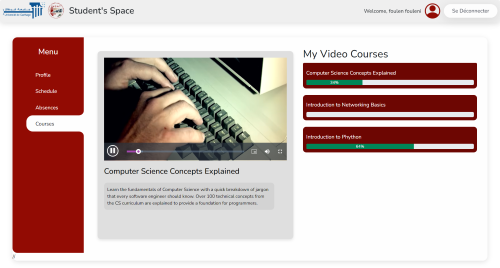 Student's Space
Welcome, foulen foulen!
Se Déconnecter
Menu
Profile
Schedule
Absences
Courses
Computer Science Concepts Explained
Learn the fundamentals of Computer Science with a quick breakdown of jargon
that every software engineer should know. Over 100 technical concepts from
the CS curriculum are explained to provide a foundation for programmers.
My Video Courses
Computer Science Concepts Explained
Introduction to Networking Basics
Introduction to Phython
64%
//